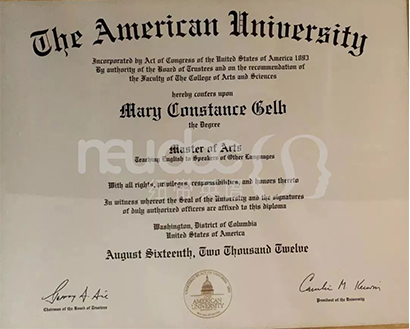 The American University
Incorporated by Act of Congress of the United States of America 1893
By authority of the Board of Trustees and on the recommendation of
the Faculty of The College of Arts and Sciences
hereby confers upon
Mary Constance Gelb
the Degree
Master of Arts
Teaching English to Speakers of Other Languages
With all rights, privileges, responsibilities, and honors thereto
In witness whereof the Seal of the University and the signatures
of duly authorized officers are affixed to this diploma
Washington, District of Columbia
United States of America
August Sixteenth, Two Thousand Twelve
Chairman of the Board of Trustees
President of the University
AMERICAN
UNIVERSITY